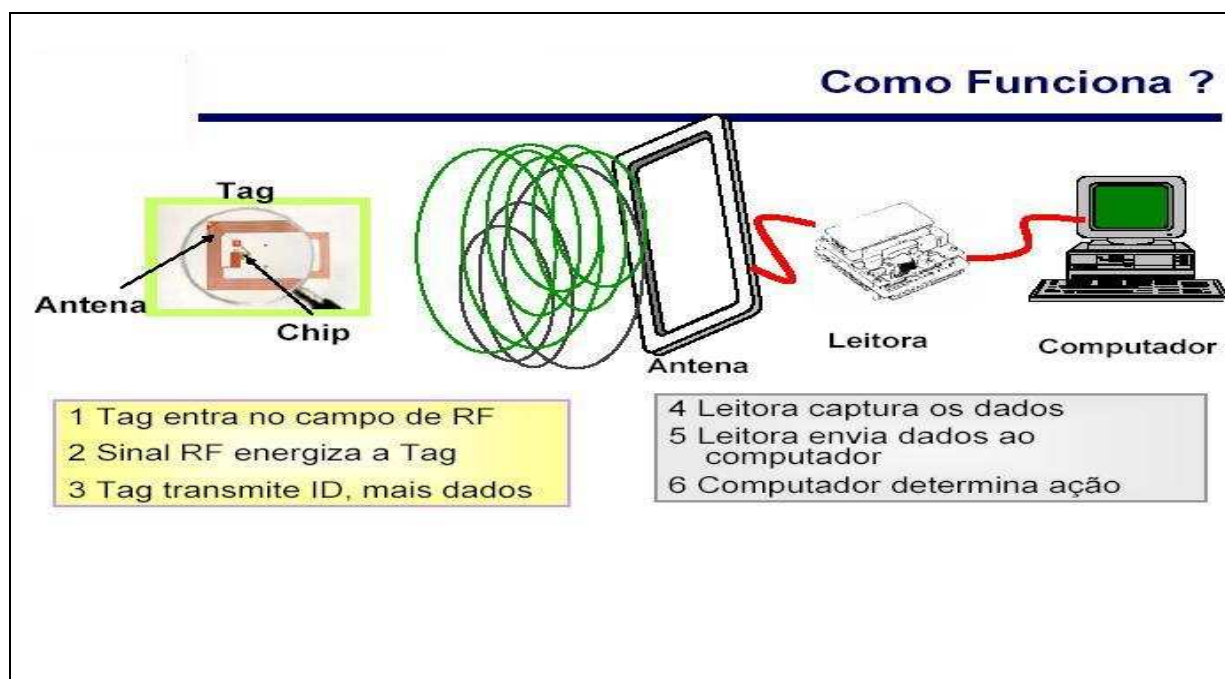 Como Funciona ?
Tag
Antena
Chip
Antena
Leitora
Computador
1 Tag entra no campo de RF
2 Sinal RF energiza a Tag
3 Tag transmite ID, mais dados
4 Leitora captura os dados
5 Leitora envia dados ao
computador
6 Computador determina ação